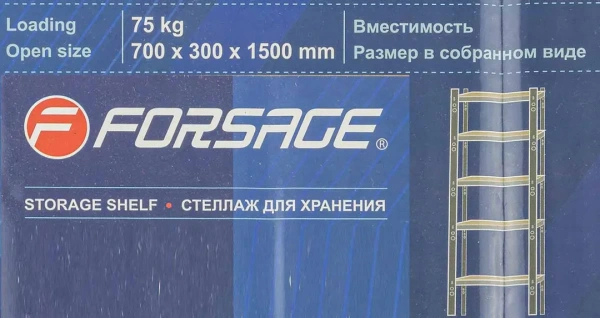 Loading 75 kg Вместимость
Open size 700 x 300 x 1500 mm Размер в собранном виде
F FORSAGE®
STORAGE SHELF • СТЕЛЛАЖ ДЛЯ ХРАНЕНИЯ